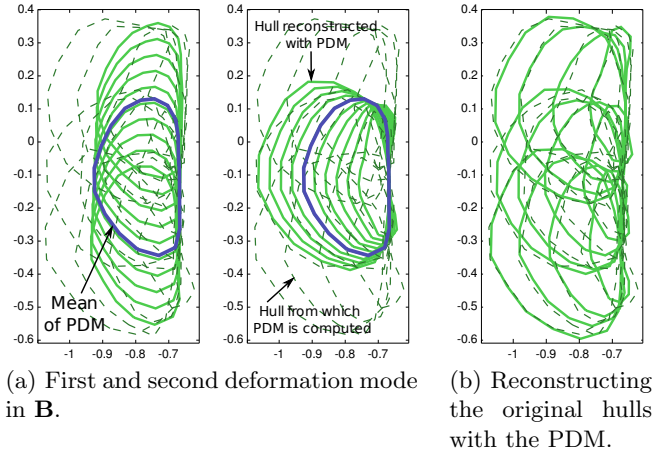 0.4
0.3
0.2
0.1
0
-0.1
-0.2
-0.3
-0.4
-0.5
-0.6
-1 -0.9 -0.8 -0.7
Mean
of PDM
0.4
0.3
0.2
0.1
0
-0.1
-0.2
-0.3
-0.4
-0.5
-0.6
-1 -0.9 -0.8 -0.7
Hull reconstructed
with PDM
Hull from which
PDM is computed
0.4
0.3
0.2
0.1
0
-0.1
-0.2
-0.3
-0.4
-0.5
-0.6
-1 -0.9 -0.8 -0.7
(a) First and second deformation mode
in B.
(b) Reconstructing
the original hulls
with the PDM.